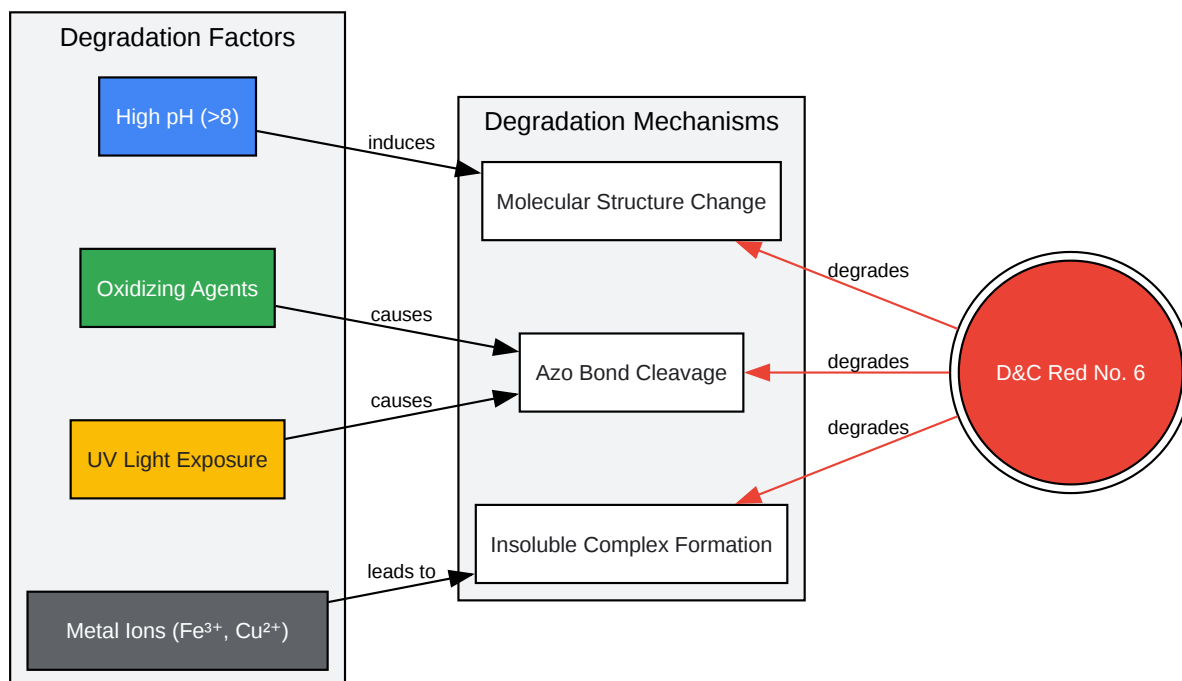 Degradation Factors
High pH (>8)
Oxidizing Agents
UV Light Exposure
Metal Ions (Fe³⁺, Cu²⁺)
induces
causes
causes
leads to
Degradation Mechanisms
Molecular Structure Change
Azo Bond Cleavage
Insoluble Complex Formation
degrades
degrades
degrades
D&C Red No. 6